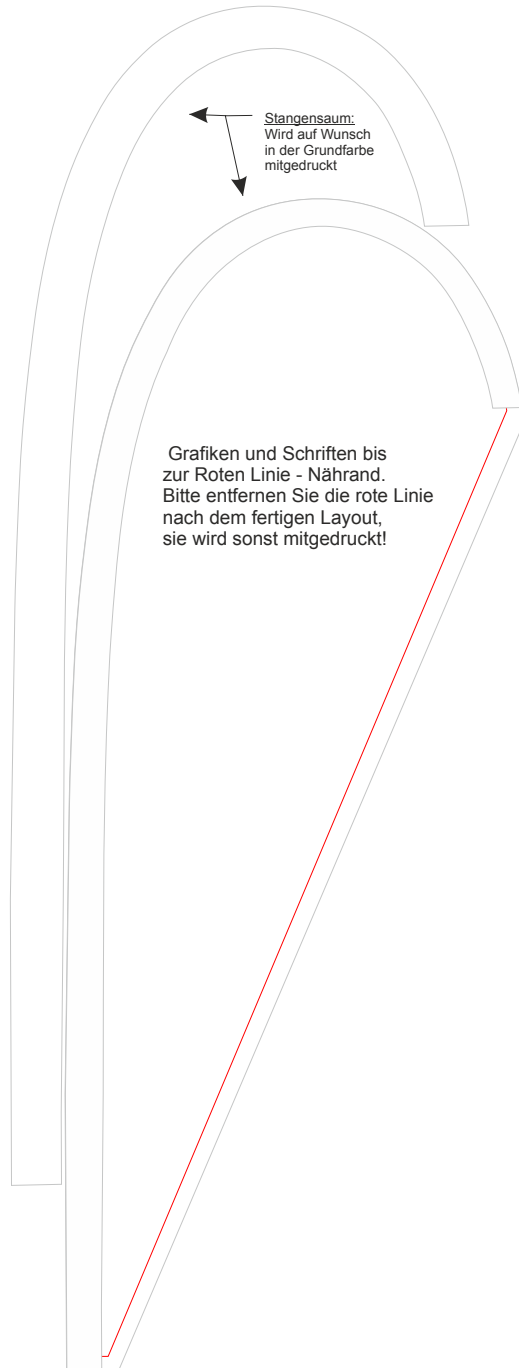 Stangensaum:
Wird auf Wunsch
in der Grundfarbe
mitgedruckt
Grafiken und Schriften bis
zur Roten Linie - Nährand.
Bitte entfernen Sie die rote Linie
nach dem fertigen Layout,
sie wird sonst mitgedruckt!